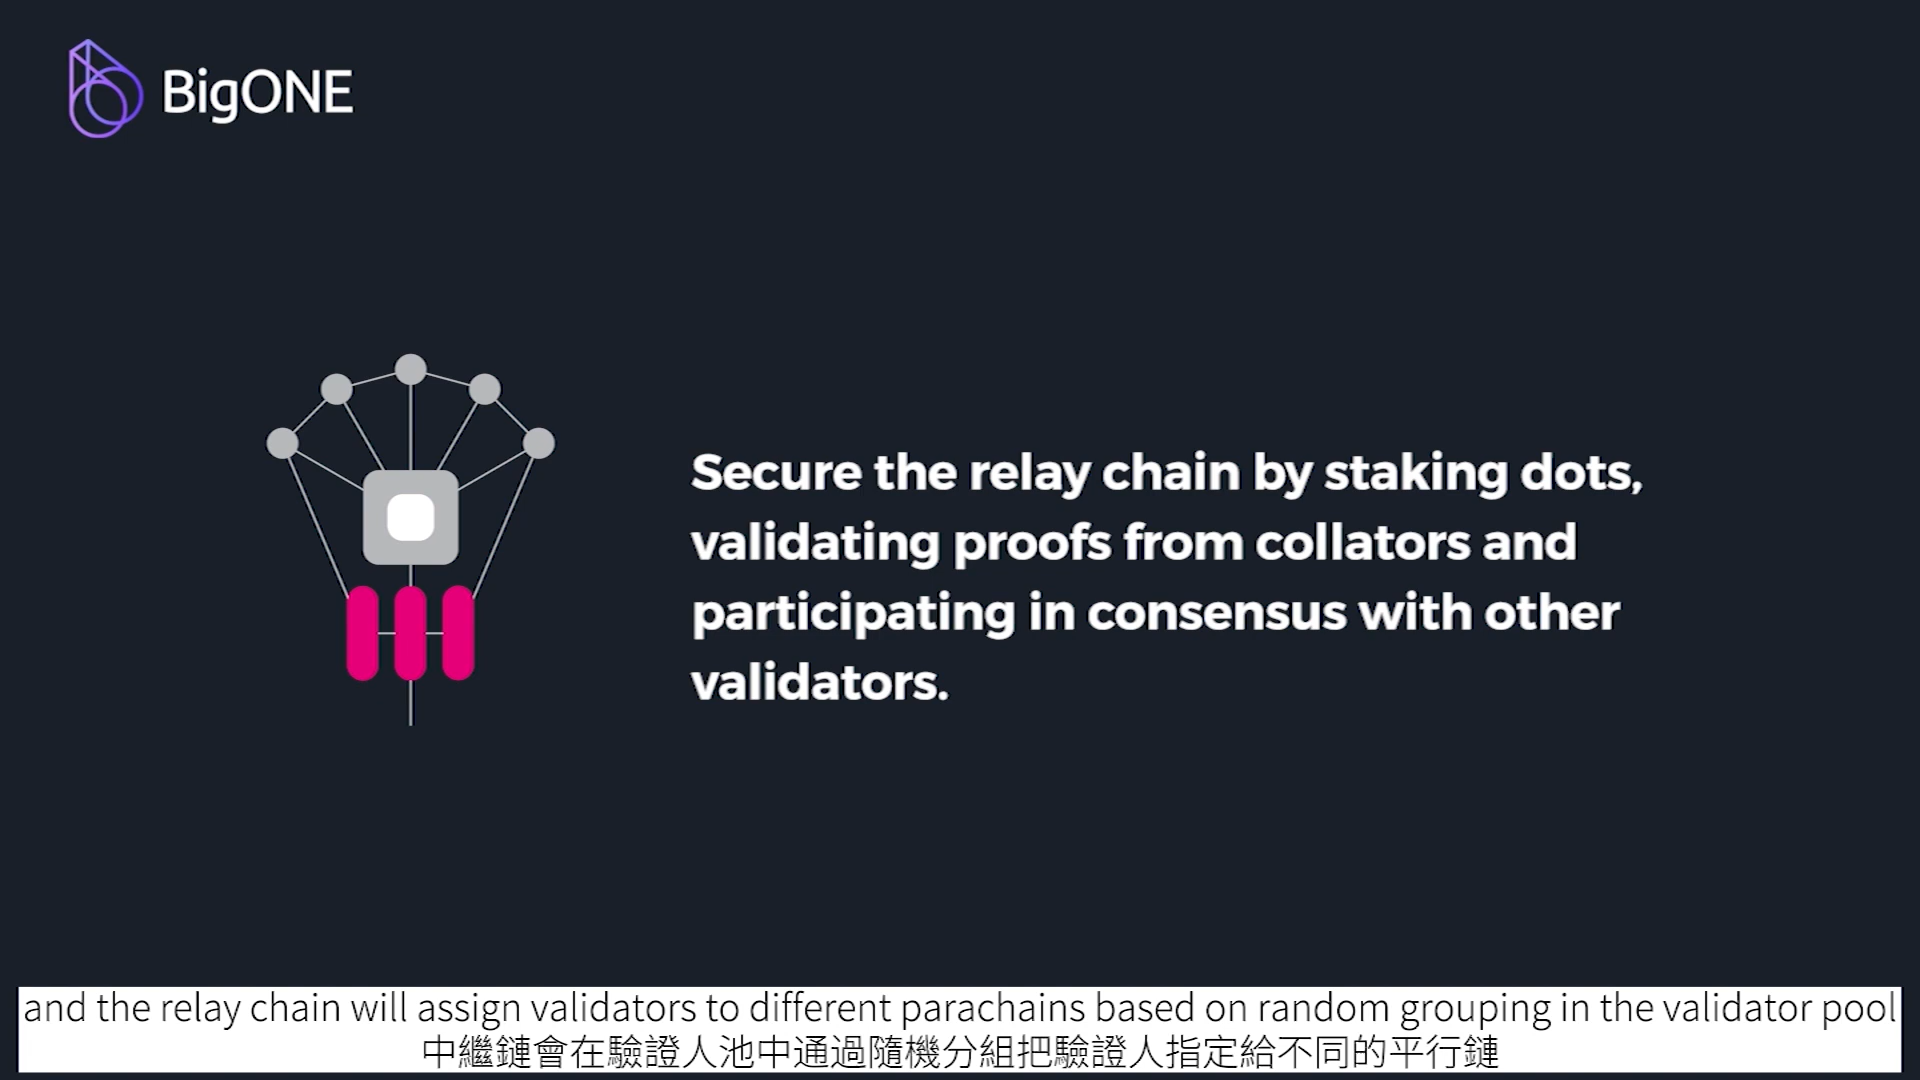 BigONE
Secure the relay chain by staking dots,
validating proofs from collators and
participating in consensus with other
validators.
and the relay chain will assign validators to different parachains based on random grouping in the validator pool
中繼鏈會在驗證人池中通過隨機分組把驗證人指定給不同的平行鏈